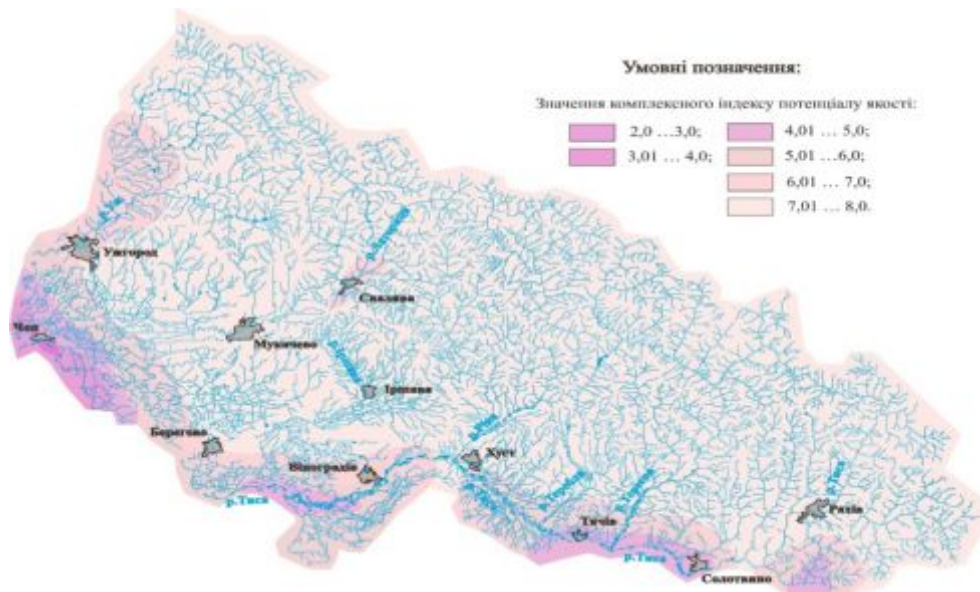 Умовні позначення:
Значення комплексного індексу потенціалу якості:
2,0 …3,0;
4,01 … 5,0;
3,01 … 4,0;
5,01 …6,0;
6,01 … 7,0;
7,01 … 8,0.
Ужгород
Свалява
Чоп
Мукачево
Іршава
Берегово
Виноградів
Хуст
р.Тиса
Рахів
р.Тиса
Тячів
р.Тиса
Солотвино